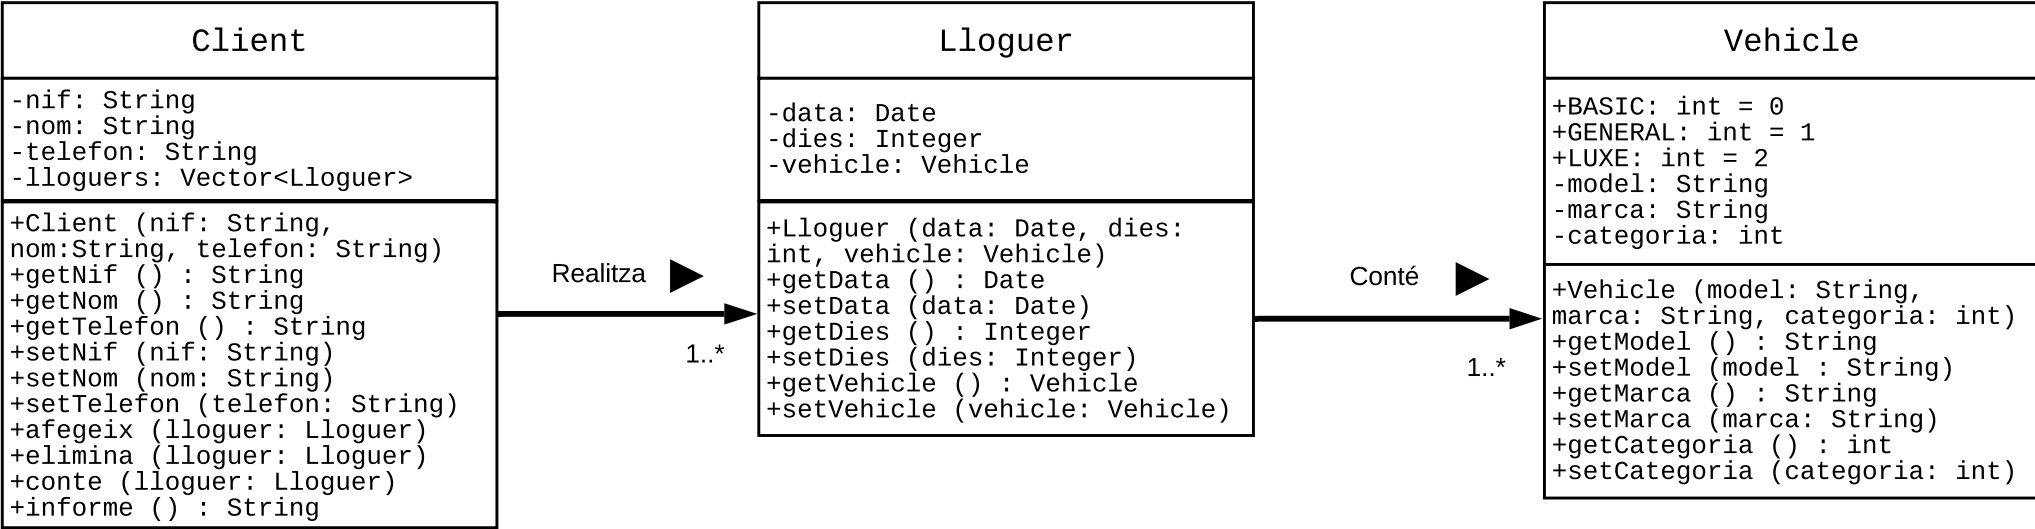 Client
-nif: String
-nom: String
-telefon: String
-lloguers: Vector<Lloguer>
+Client (nif: String,
nom:String, telefon: String)
+getNif () : String
+getNom () : String
+getTelefon () : String
+setNif (nif: String)
+setNom (nom: String)
+setTelefon (telefon: String)
+afegeix (lloguer: Lloguer)
+elimina (lloguer: Lloguer)
+conte (lloguer: Lloguer)
+informe () : String
Realitza
1..*
Lloguer
-data: Date
-dies: Integer
-vehicle: Vehicle
+Lloguer (data: Date, dies:
int, vehicle: Vehicle)
+getData () : Date
+setData (data: Date)
+getDies () : Integer
+setDies (dies: Integer)
+getVehicle () : Vehicle
+setVehicle (vehicle: Vehicle)
Conté
1..*
Vehicle
+BASIC: int = 0
+GENERAL: int = 1
+LUXE: int = 2
-model: String
-marca: String
-categoria: int
+Vehicle (model: String,
marca: String, categoria: int)
+getModel () : String
+setModel (model : String)
+getMarca () : String
+setMarca (marca: String)
+getCategoria () : int
+setCategoria (categoria: int)